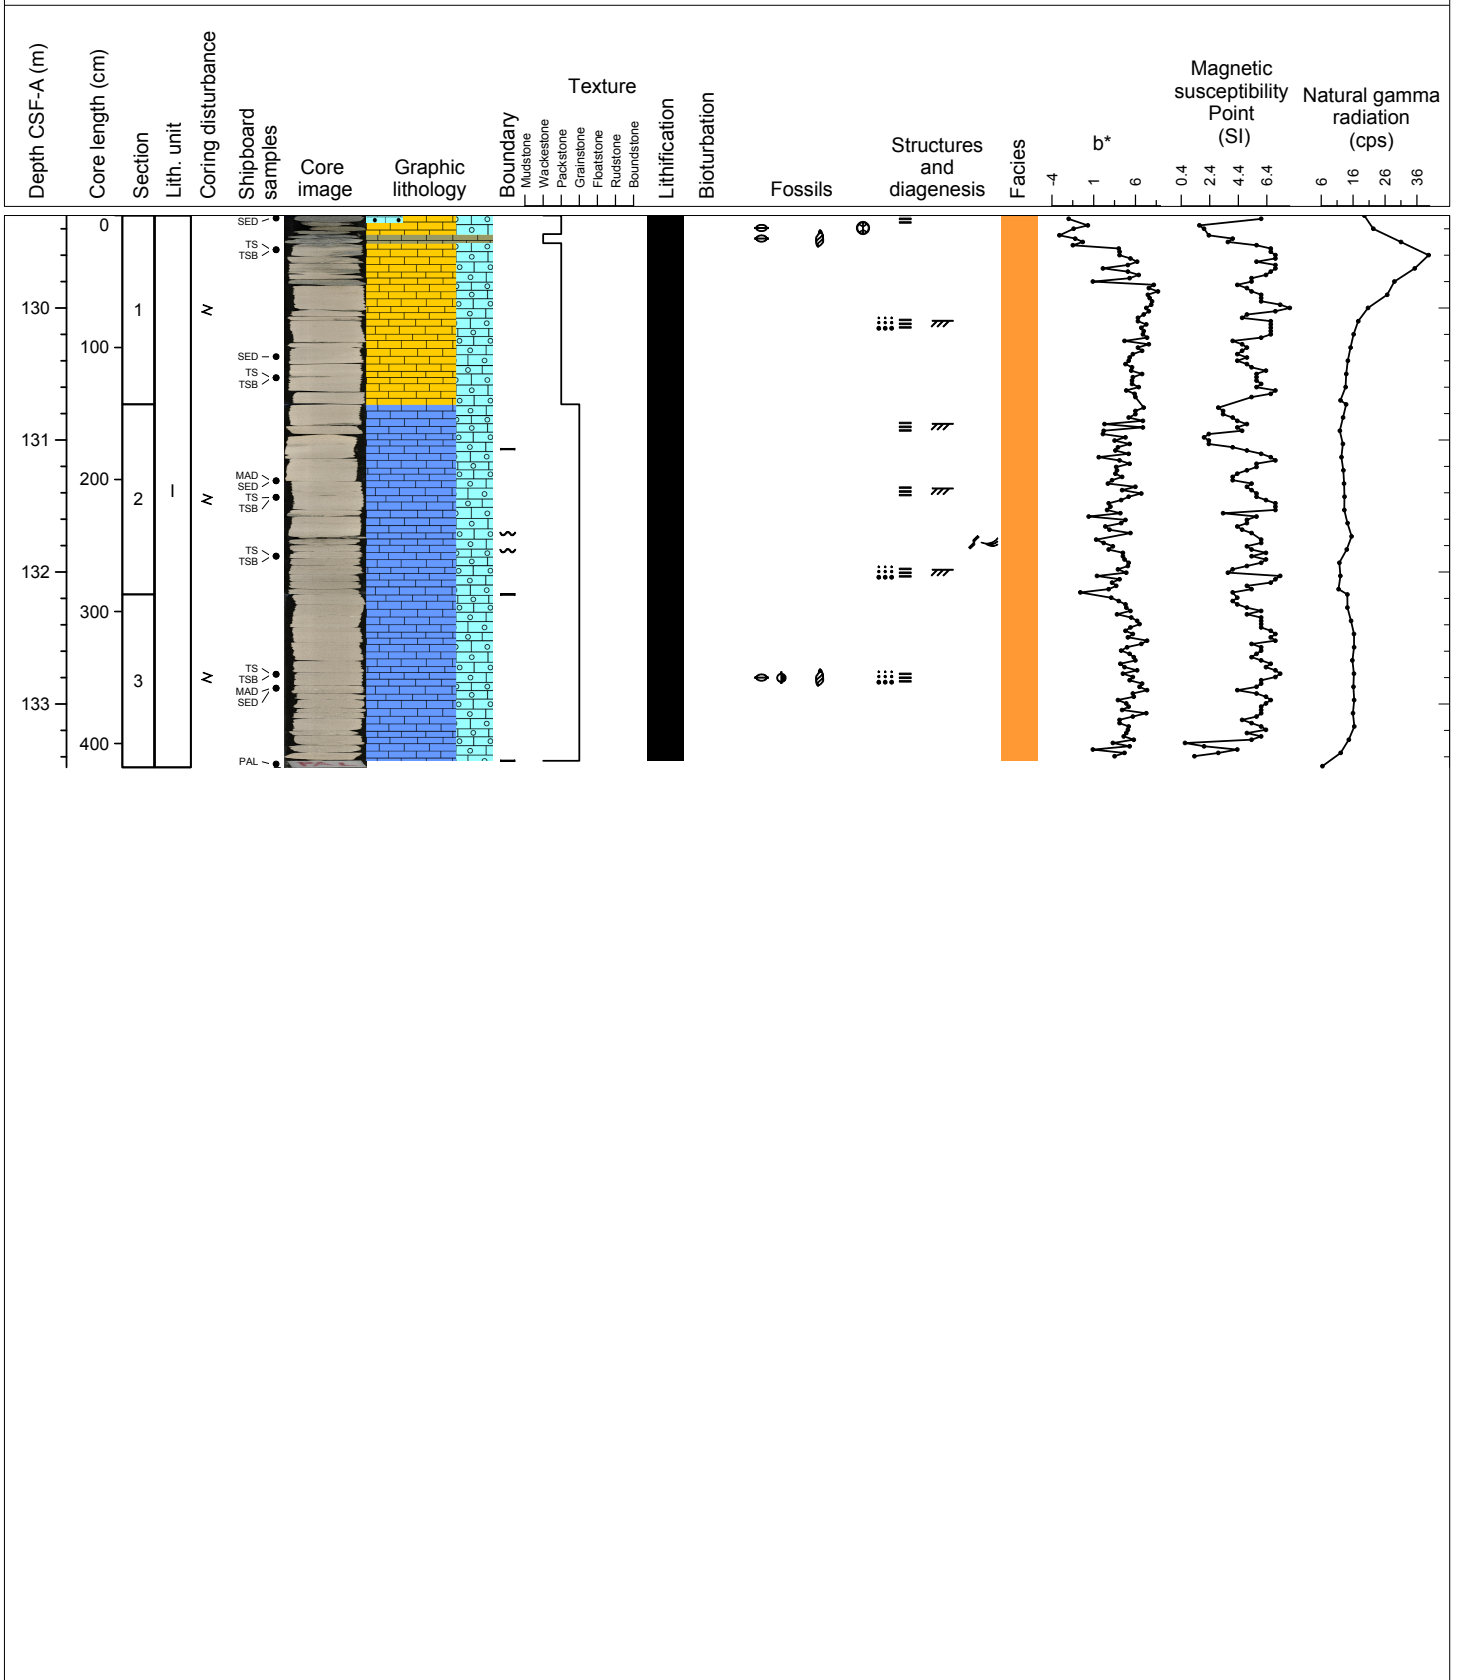 Depth CSF-A (m)
Core length (cm)
Section
Lith. unit
Coring disturbance
Shipboard
samples
Core
image
Graphic
lithology
Boundary
Texture
Mudstone
Wackestone
Packstone
Grainstone
Floatstone
Rudstone
Boundstone
Lithification
Bioturbation
Fossils
Structures
and
diagenesis
Facies
b*
-4
1
6
Magnetic
susceptibility
Point
(SI)
0.4
2.4
4.4
6.4
Natural gamma
radiation
(cps)
6
16
26
36
0
SED
TS
TSB
130
1
100
SED
TS
TSB
131
200
MAD
SED
I
2
TS
TSB
TS
TSB
132
300
TS
TSB
3
MAD
SED
133
400
PAL